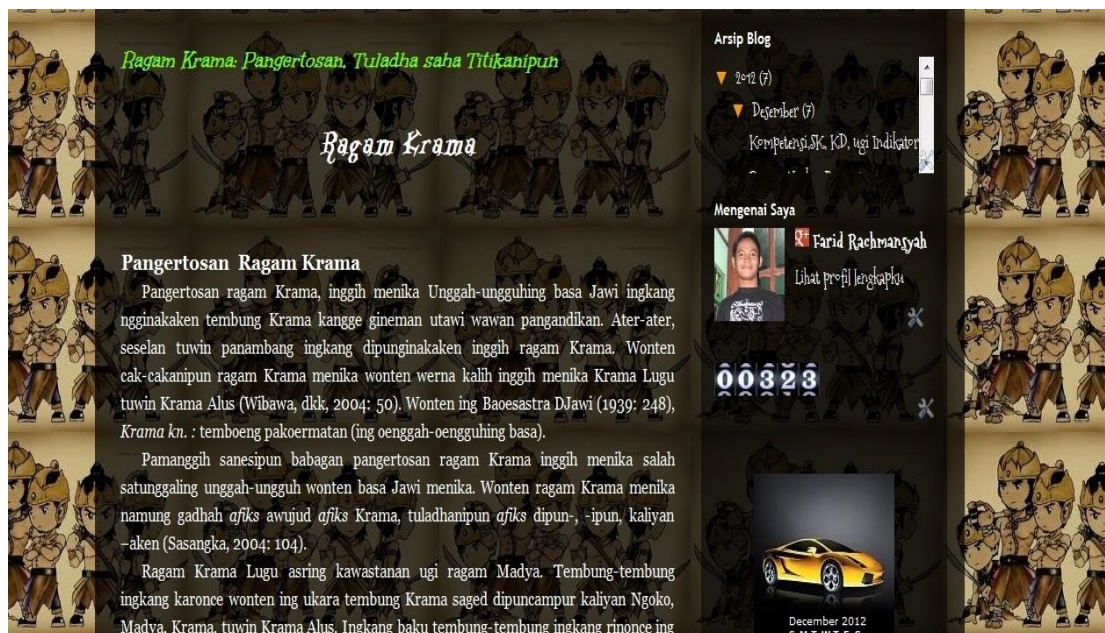 Ragam Krama: Pangertosan, Tuladha saha Titikanipun
Ragam Krama
Pangertosan Ragam Krama
Pangertosan ragam Krama, inggih menika Unggah-ungguhing basa Jawi ingkang
ngginakaken tembung Krama kangge gineman utawi wawan pangandikan. Ater-ater,
seselan tuwin panambang ingkang dipunginakaken inggih ragam Krama. Wonten
cak-cakanipun ragam Krama menika wonten werna kalih inggih menika Krama Lugu
tuwin Krama Alus (Wibawa, dkk, 2004: 50). Wonten ing Baoesastra DJawi (1939: 248),
Krama kn. : temboeng pakoermatan (ing oenggah-oengguhing basa).
Pamanggih sanesipun babagan pangertosan ragam Krama inggih menika salah
satunggaling unggah-ungguh wonten basa Jawi menika. Wonten ragam Krama menika
namung gadhah afiks awujud afiks Krama, tuladhanipun afiks dipun-, -ipun, kaliyan
–aken (Sasangka, 2004: 104).
Ragam Krama Lugu asring kawastanan ugi ragam Madya. Tembung-tembung
ingkang karonce wonten ing ukara tembung Krama saged dipuncampur kaliyan Ngoko,
Madya, Krama, tuwin Krama Alus. Ingkang baku tembung-tembung ingkang rinonce ing
Arsip Blog
▼ 2012 (7)
▼ Desember (7)
Kompetensi,SK, KD, ugi Indikator
Mengenai Saya
Farid Rachmansyah
Lihat profil lengkapku
00323
December 2012